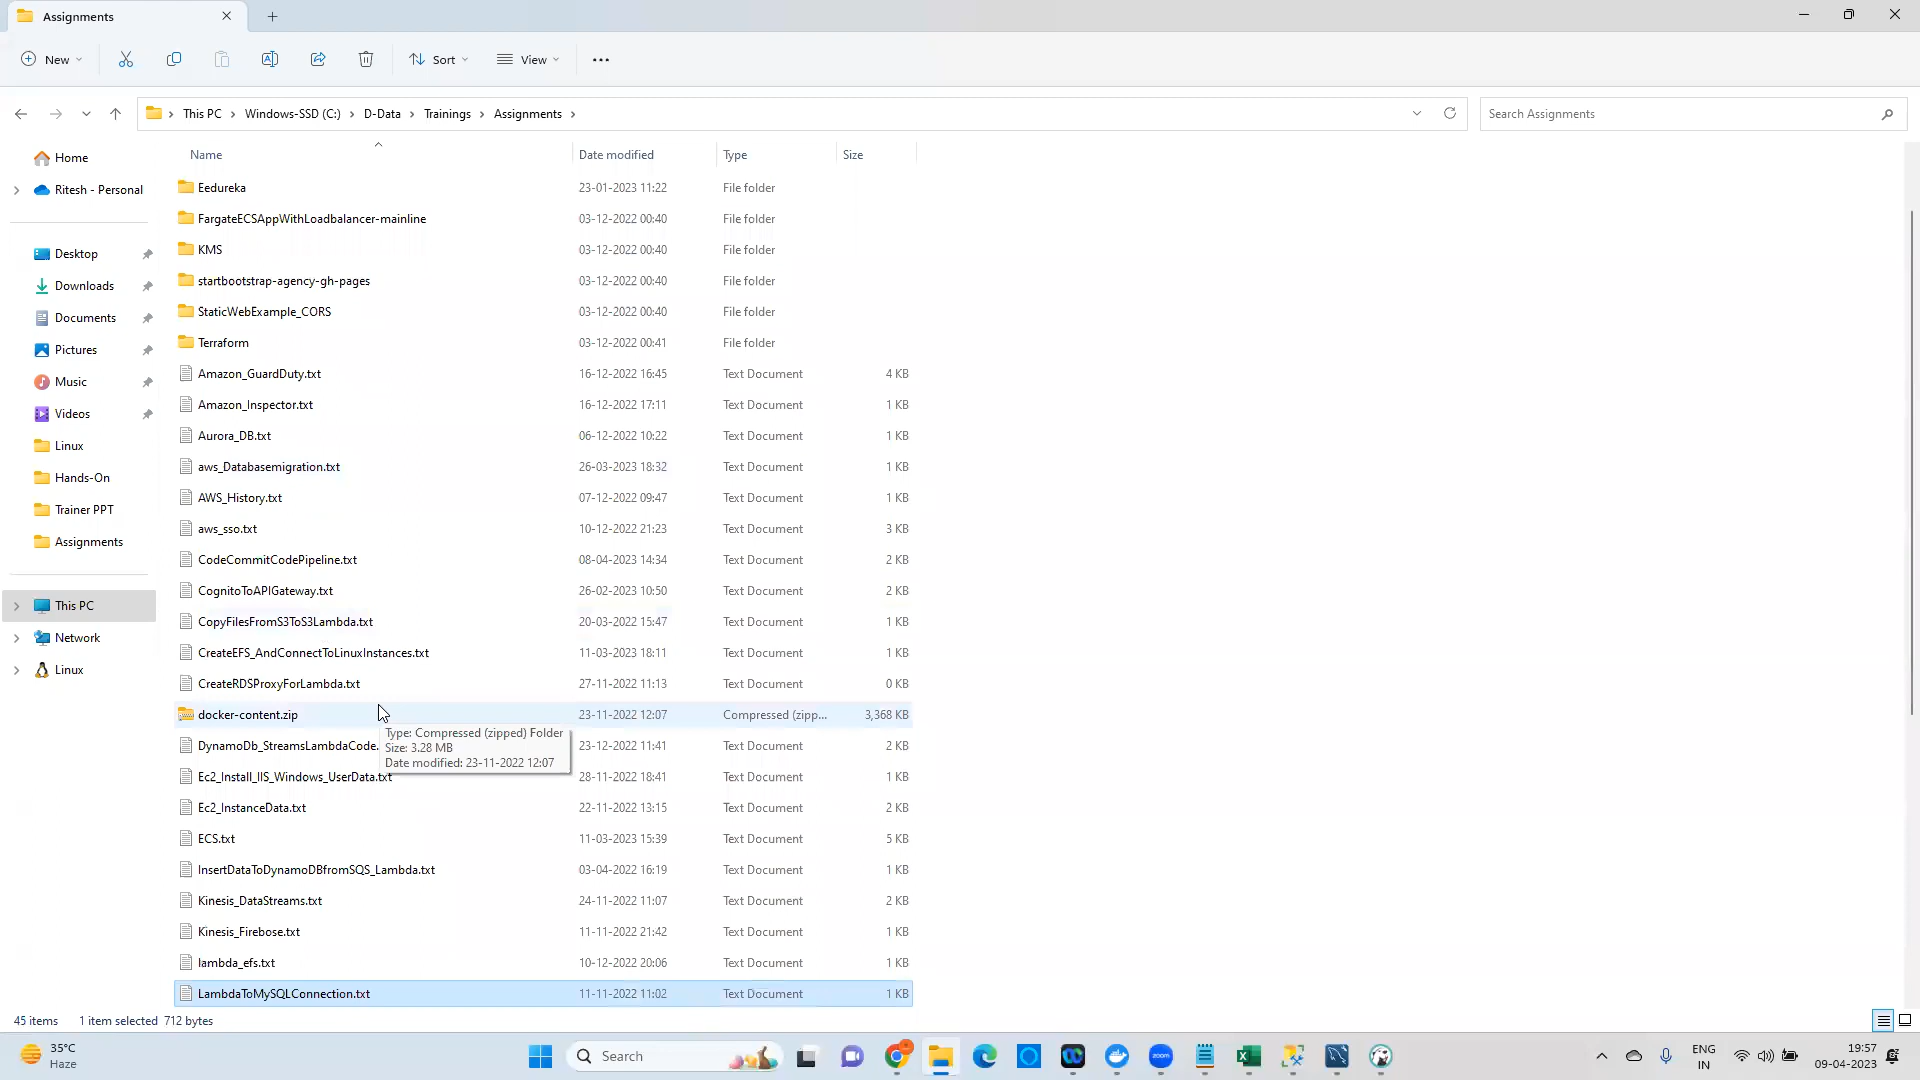 Assignments
New
Sort
View
This PC
Windows-SSD (C:)
D-Data
Trainings
Assignments
Search Assignments
Home
Ritesh - Personal
Desktop
Downloads
Documents
Pictures
Music
Videos
Linux
Hands-On
Trainer PPT
Assignments
This PC
Network
Linux
Name Date modified Type Size
Eedureka 23-01-2023 11:22 File folder
FargateECSAppWithLoadbalancer-mainline 03-12-2022 00:40 File folder
KMS 03-12-2022 00:40 File folder
startbootstrap-agency-gh-pages 03-12-2022 00:40 File folder
StaticWebExample_CORS 03-12-2022 00:40 File folder
Terraform 03-12-2022 00:41 File folder
Amazon_GuardDuty.txt 16-12-2022 16:45 Text Document 4 KB
Amazon_Inspector.txt 16-12-2022 17:11 Text Document 1 KB
Aurora_DB.txt 06-12-2022 10:22 Text Document 1 KB
aws_Databasemigration.txt 26-03-2023 18:32 Text Document 1 KB
AWS_History.txt 07-12-2022 09:47 Text Document 1 KB
aws_sso.txt 10-12-2022 21:23 Text Document 3 KB
CodeCommitCodePipeline.txt 08-04-2023 14:34 Text Document 2 KB
CognitoToAPIGateway.txt 26-02-2023 10:50 Text Document 2 KB
CopyFilesFromS3ToS3Lambda.txt 20-03-2022 15:47 Text Document 1 KB
CreateEFS_AndConnectToLinuxInstances.txt 11-03-2023 18:11 Text Document 1 KB
CreateRDSProxyForLambda.txt 27-11-2022 11:13 Text Document 0 KB
docker-content.zip 23-11-2022 12:07 Compressed (zipp... 3,368 KB
Type: Compressed (zipped) Folder
Size: 3.28 MB
Date modified: 23-11-2022 12:07
DynamoDb_StreamsLambdaCode. 23-12-2022 11:41 Text Document 2 KB
Ec2_Install_IIS_Windows_UserData.txt 28-11-2022 18:41 Text Document 1 KB
Ec2_InstanceData.txt 22-11-2022 13:15 Text Document 2 KB
ECS.txt 11-03-2023 15:39 Text Document 5 KB
InsertDataToDynamoDBfromSQS_Lambda.txt 03-04-2022 16:19 Text Document 1 KB
Kinesis_DataStreams.txt 24-11-2022 11:07 Text Document 2 KB
Kinesis_Firebose.txt 11-11-2022 21:42 Text Document 1 KB
lambda_efs.txt 10-12-2022 20:06 Text Document 1 KB
LambdaToMySQLConnection.txt 11-11-2022 11:02 Text Document 1 KB
45 items 1 item selected 712 bytes
35°C
Haze
Search
zoom
ENG
IN
19:57
09-04-2023